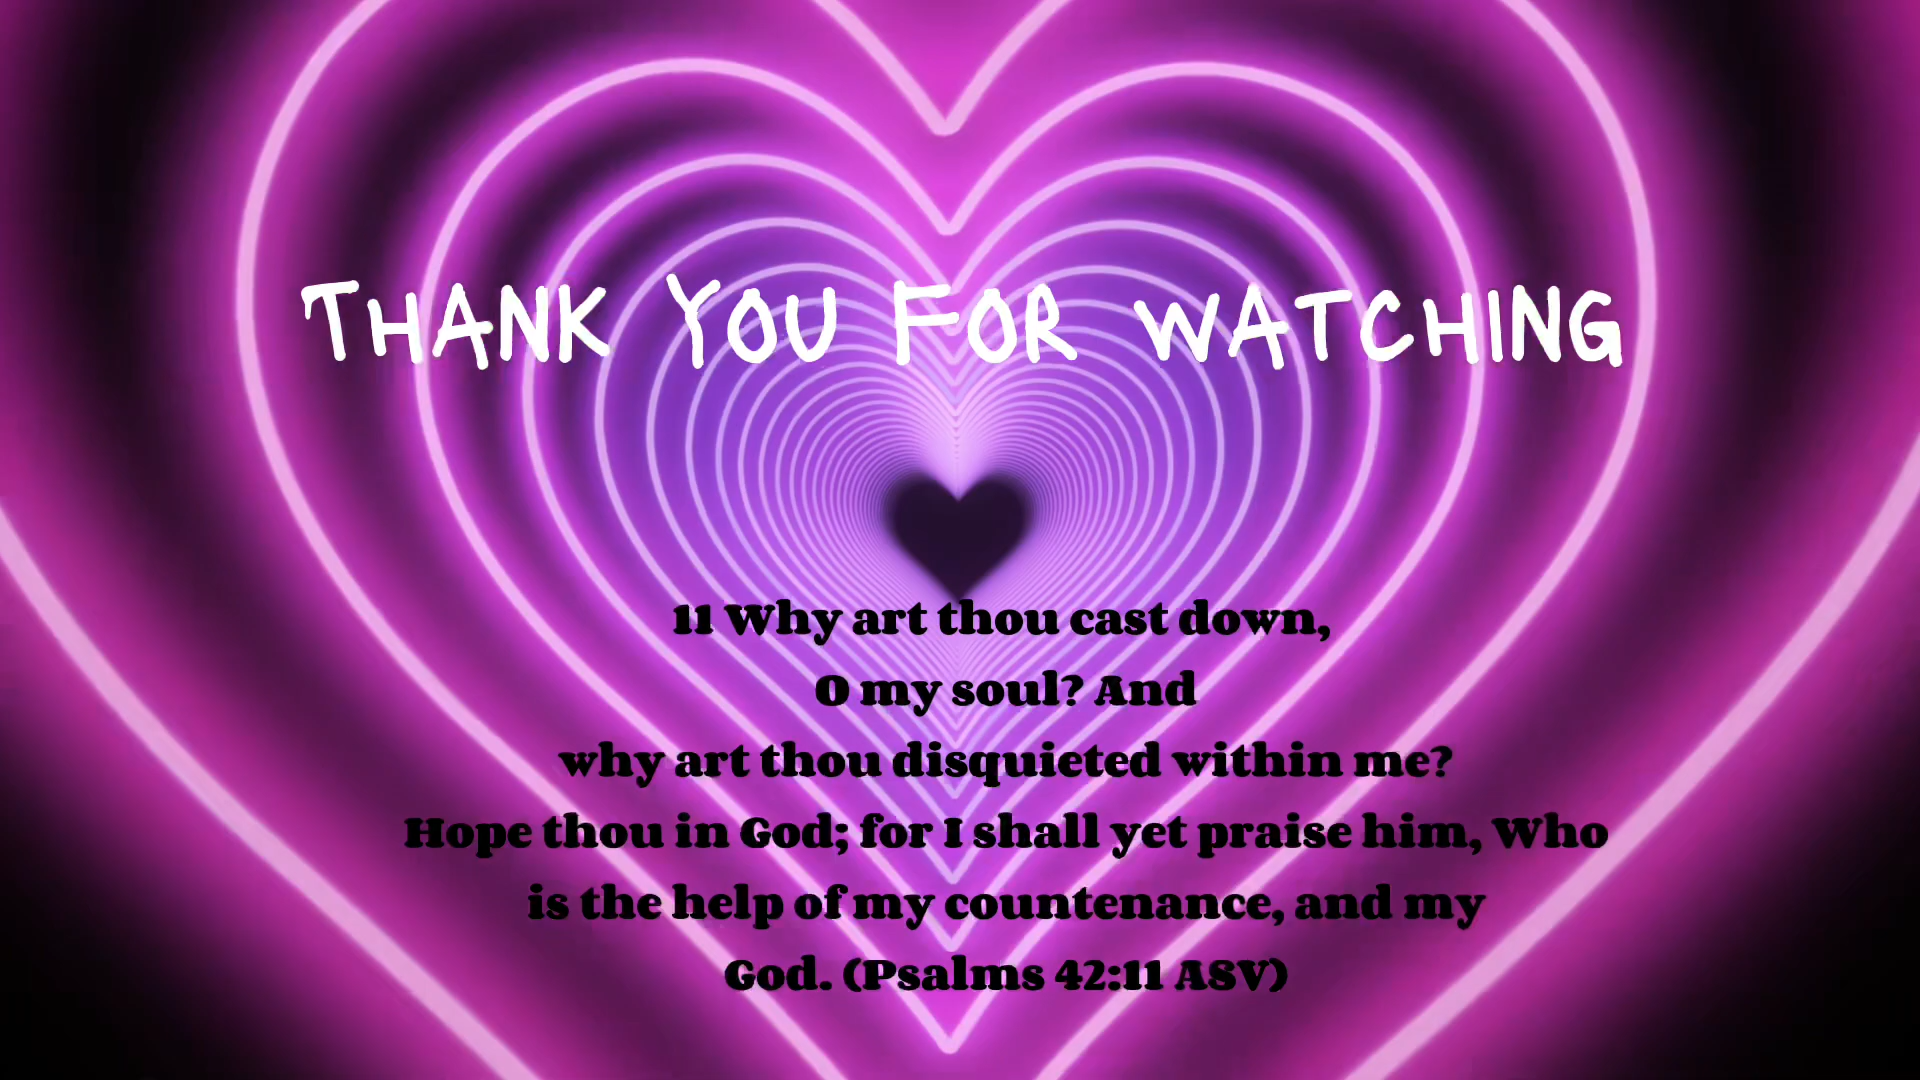 THANK YOU FOR WATCHING
11 Why art thou cast down,
O my soul? And
why art thou disquieted within me?
Hope thou in God; for I shall yet praise him, Who
is the help of my countenance, and my
God. (Psalms 42:11 ASV)